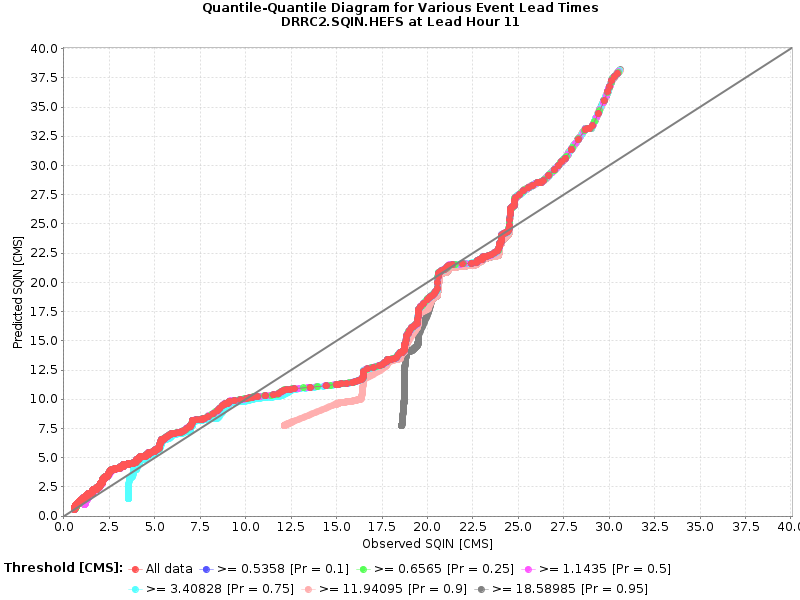 Quantile-Quantile Diagram for Various Event Lead Times
DRRC2.SQIN.HEFS at Lead Hour 11
40.0
37.5
35.0
32.5
30.0
27.5
25.0
22.5
20.0
17.5
15.0
12.5
10.0
7.5
5.0
2.5
0.0
Predicted SQIN [CMS]
0.0 2.5 5.0 7.5 10.0 12.5 15.0 17.5 20.0 22.5 25.0 27.5 30.0 32.5 35.0 37.5 40.0
Observed SQIN [CMS]
Threshold [CMS]: All data >= 0.5358 [Pr = 0.1] >= 0.6565 [Pr = 0.25] >= 1.1435 [Pr = 0.5]
>= 3.40828 [Pr = 0.75] >= 11.94095 [Pr = 0.9] >= 18.58985 [Pr = 0.95]